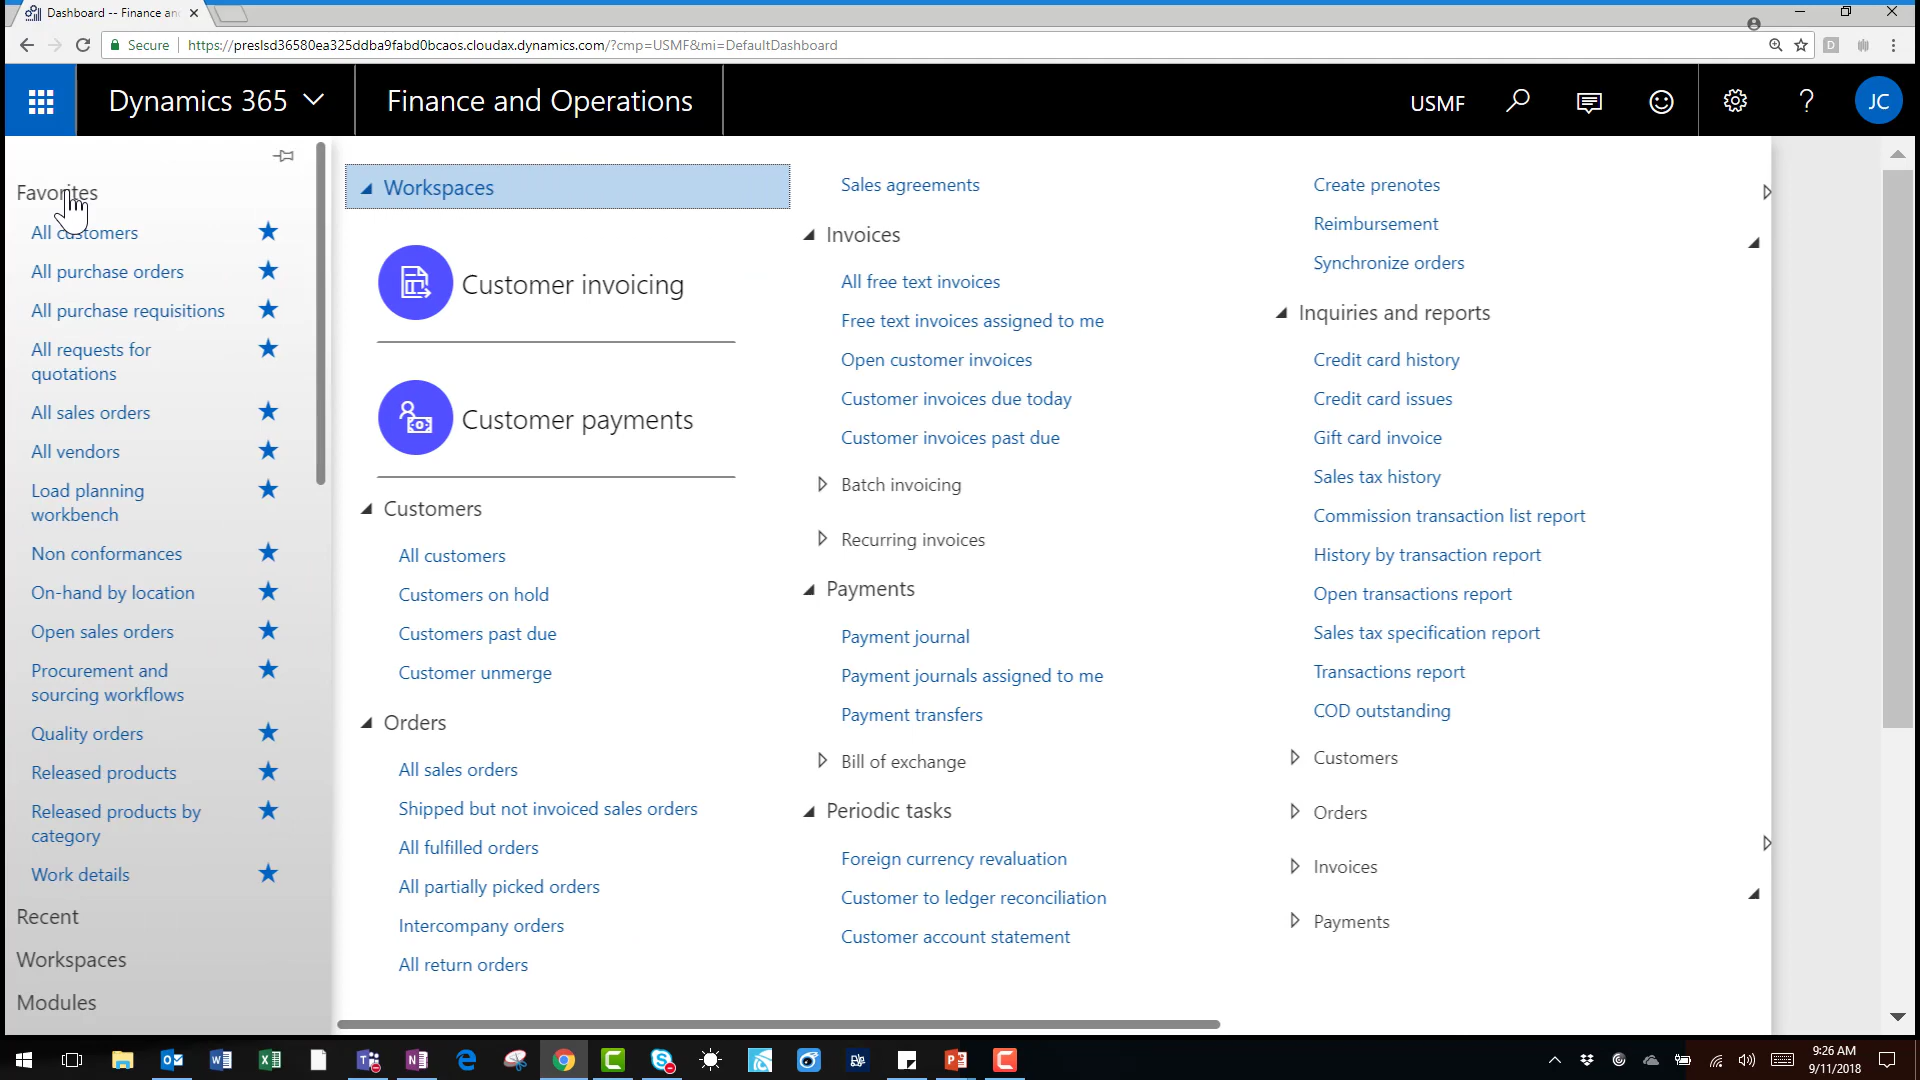 Dashboard -- Finance an
Secure
https://preslsd36580ea325ddba9fabd0bcaos.cloudax.dynamics.com/?cmp=USMF&mi=DefaultDashboard
D
Dynamics 365
Finance and Operations
USMF
?
JC
Favorites
All customers
All purchase orders
All purchase requisitions
All requests for
quotations
All sales orders
All vendors
Load planning
workbench
Non conformances
On-hand by location
Open sales orders
Procurement and
sourcing workflows
Quality orders
Released products
Released products by
category
Work details
Recent
Workspaces
Modules
Workspaces
Customer invoicing
Customer payments
Customers
All customers
Customers on hold
Customers past due
Customer unmerge
Orders
All sales orders
Shipped but not invoiced sales orders
All fulfilled orders
All partially picked orders
Intercompany orders
All return orders
Sales agreements
Invoices
All free text invoices
Free text invoices assigned to me
Open customer invoices
Customer invoices due today
Customer invoices past due
Batch invoicing
Recurring invoices
Payments
Payment journal
Payment journals assigned to me
Payment transfers
Bill of exchange
Periodic tasks
Foreign currency revaluation
Customer to ledger reconciliation
Customer account statement
Create prenotes
Reimbursement
Synchronize orders
Inquiries and reports
Credit card history
Credit card issues
Gift card invoice
Sales tax history
Commission transaction list report
History by transaction report
Open transactions report
Sales tax specification report
Transactions report
COD outstanding
Customers
Orders
Invoices
Payments
9:26 AM
9/11/2018